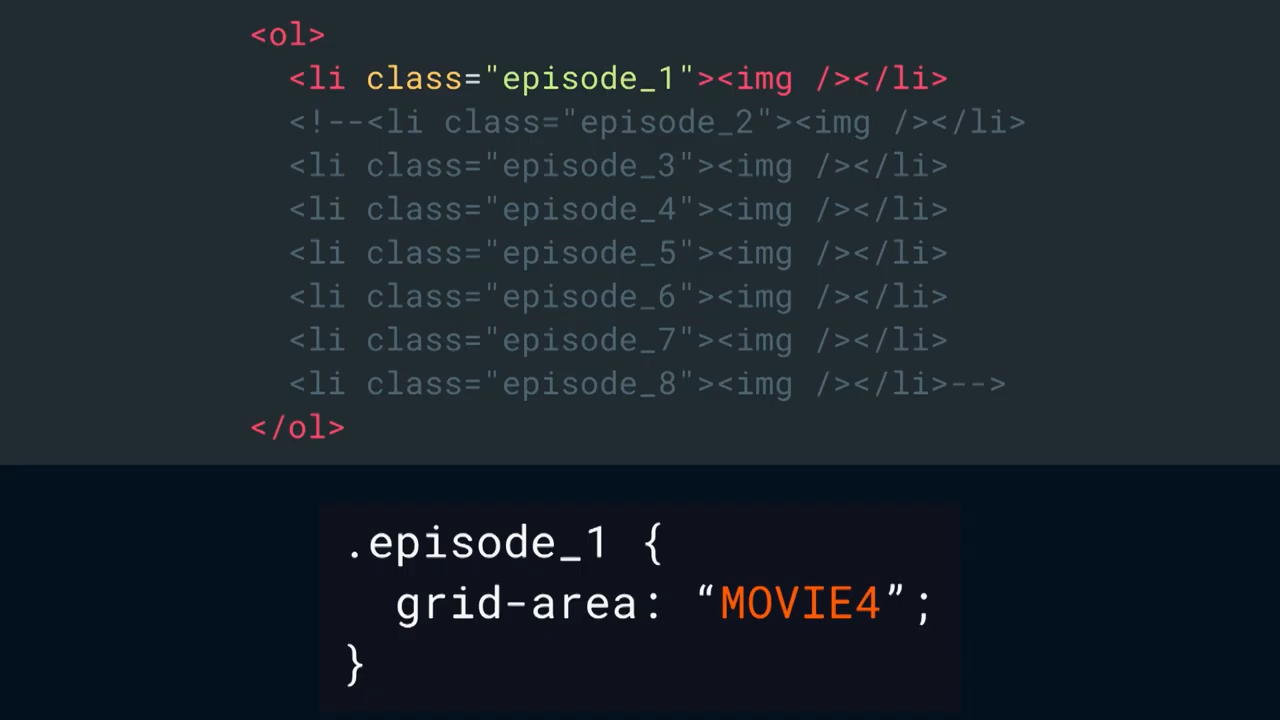 <ol>
<li class="episode_1"><img /></li>
<!--<li class="episode_2"><img /></li>
<li class="episode_3"><img /></li>
<li class="episode_4"><img /></li>
<li class="episode_5"><img /></li>
<li class="episode_6"><img /></li>
<li class="episode_7"><img /></li>
<li class="episode_8"><img /></li>-->
</ol>
.episode_1 {
grid-area: “MOVIE4”;
}